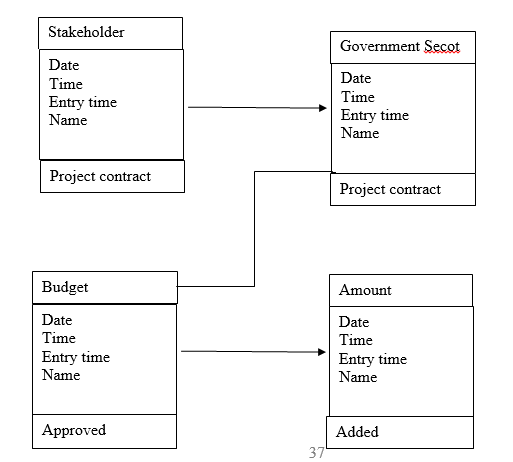 Stakeholder
Date
Time
Entry time
Name
Project contract
Government Secot
Date
Time
Entry time
Name
Project contract
Budget
Date
Time
Entry time
Name
Approved
Amount
Date
Time
Entry time
Name
Added
37